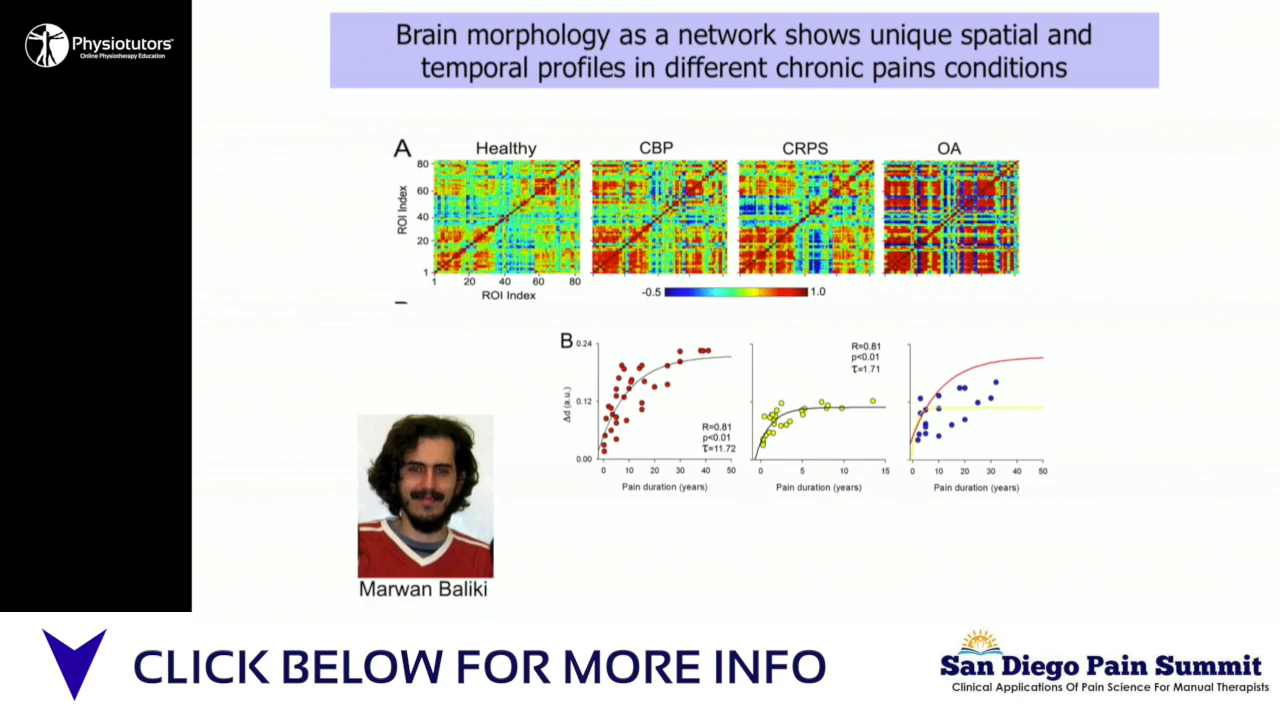 Physiotutors™
Online Physiotherapy Education
Brain morphology as a network shows unique spatial and
temporal profiles in different chronic pains conditions
A
Healthy
CBP
CRPS
OA
80
60
40
20
1
ROI Index
1
20
40
60
80
ROI Index
-0.5
1.0
B
0.24
0.12
0.00
Δd (a.u.)
R=0.81
p<0.01
τ=11.72
0
10
20
30
40
50
Pain duration (years)
R=0.81
p<0.01
τ=1.71
0
5
10
15
Pain duration (years)
0
10
20
30
40
50
Pain duration (years)
Marwan Baliki
CLICK BELOW FOR MORE INFO
San Diego Pain Summit
Clinical Applications Of Pain Science For Manual Therapists